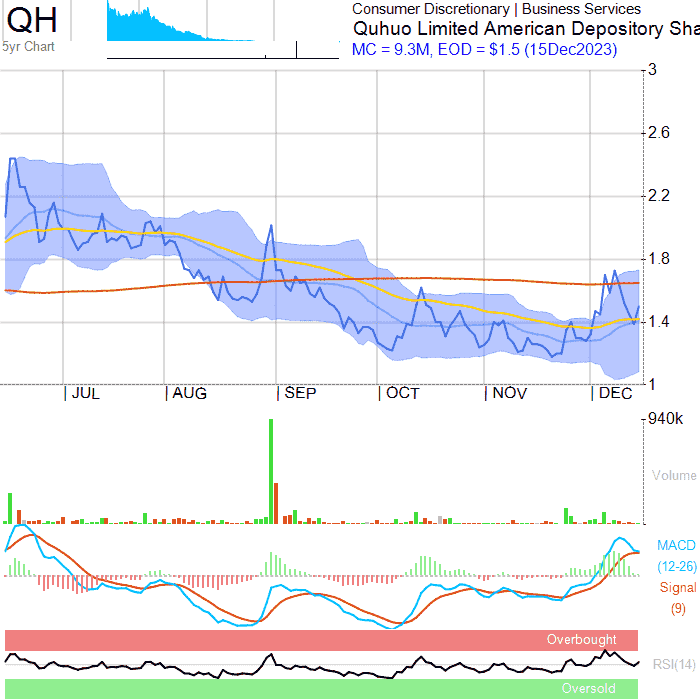 QH
5yr Chart
Consumer Discretionary | Business Services
Quhuo Limited American Depository Sha
MC = 9.3M, EOD = $1.5 (15Dec2023)
3
2.6
2.2
1.8
1.4
1
JUL AUG SEP OCT NOV DEC
940k
Volume
MACD
(12-26)
Signal
(9)
Overbought
RSI(14)
Oversold